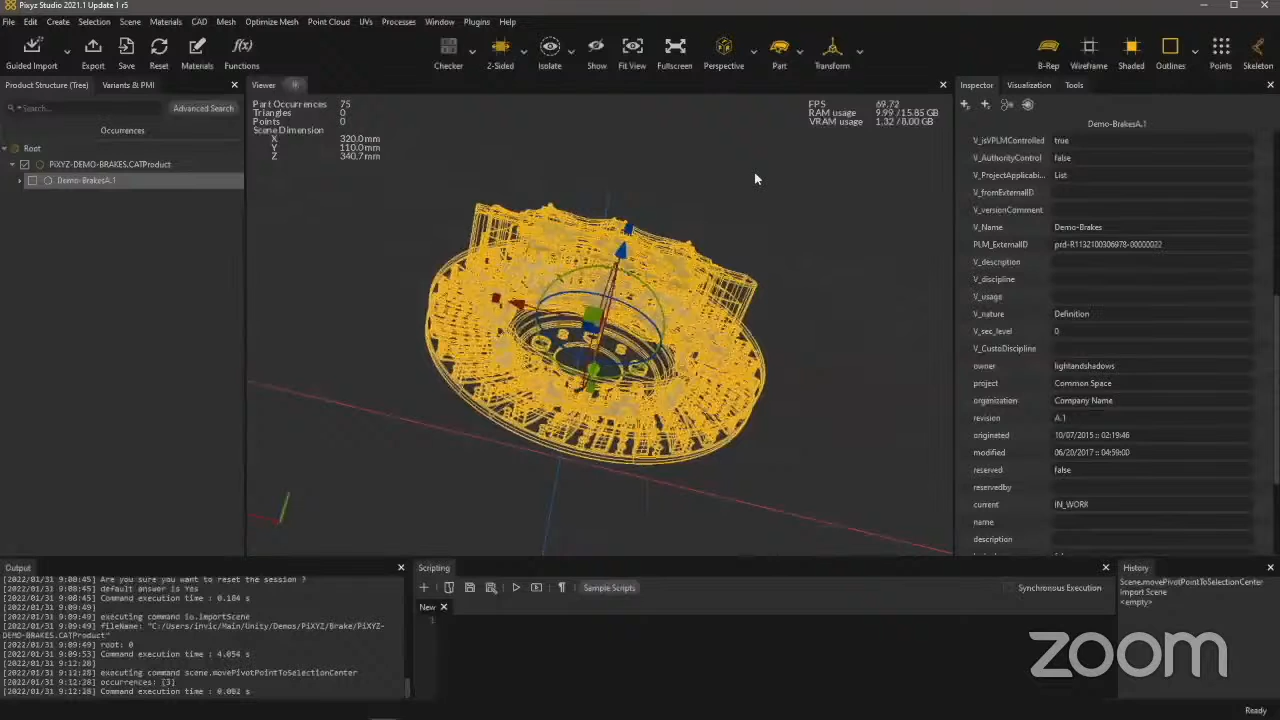 Pixyz Studio 2021.1 Update 1 r5
File Edit Create Selection Scene Materials CAD Mesh Optimize Mesh Point Cloud UVs Processes Window Plugins Help
Guided Import Export Save Reset Materials Functions Checker Z-Sided Isolate Show Fit View Fullscreen Perspective Part Transform B-Rep Wireframe Shaded Outlines Points Skeleton
f(x)
Product Structure (Tree) Variants & PMI
Search... Advanced Search
Occurrences
Root
PiXYZ-DEMO-BRAKES.CATProduct
Demo-BrakesA.1
Viewer
Part Occurrences 75
Triangles 0
Points 0
Scene Dimension
X 320.0mm
Y 110.0mm
Z 340.7mm
FPS 69.72
RAM usage 9.99 / 15.85 GB
VRAM usage 1.32 / 8.00 GB
Inspector Visualization Tools
Demo-BrakesA.1
V_isVPLMControlled true
V_AuthorityControl false
V_ProjectApplicabi... List
V_fromExternalID
V_versionComment
V_Name Demo-Brakes
PLM_ExternalID prd-R1132100306978-00000022
V_description
V_discipline
V_usage
V_nature Definition
V_sec_level 0
V_CustoDiscipline
owner lightandshadows
project Common Space
organization Company Name
revision A.1
originated 10/07/2015 :: 02:19:46
modified 06/20/2017 :: 04:59:00
reserved false
reservedby
current IN_WORK
name
description
Output
[2022/01/31 9:08:45] Are you sure you want to reset the session ?
[2022/01/31 9:08:45] default answer is Yes
[2022/01/31 9:08:45] Command execution time : 0.184 s
[2022/01/31 9:09:49]
[2022/01/31 9:09:49] executing command io.importScene
[2022/01/31 9:09:49] fileName: "C:/Users/invic/Main/Unity/Demos/PiXYZ/Brake/PiXYZ-
DEMO-BRAKES.CATProduct"
[2022/01/31 9:09:49] root: 0
[2022/01/31 9:09:53] Command execution time : 4.054 s
[2022/01/31 9:12:28]
[2022/01/31 9:12:28] executing command scene.movePivotPointToSelectionCenter
[2022/01/31 9:12:28] occurrences: [3]
[2022/01/31 9:12:28] Command execution time : 0.002 s
Scripting
Sample Scripts
Synchronous Execution
New
1
History
Scene.movePivotPointToSelectionCenter
Import Scene
<empty>
zoom
Ready